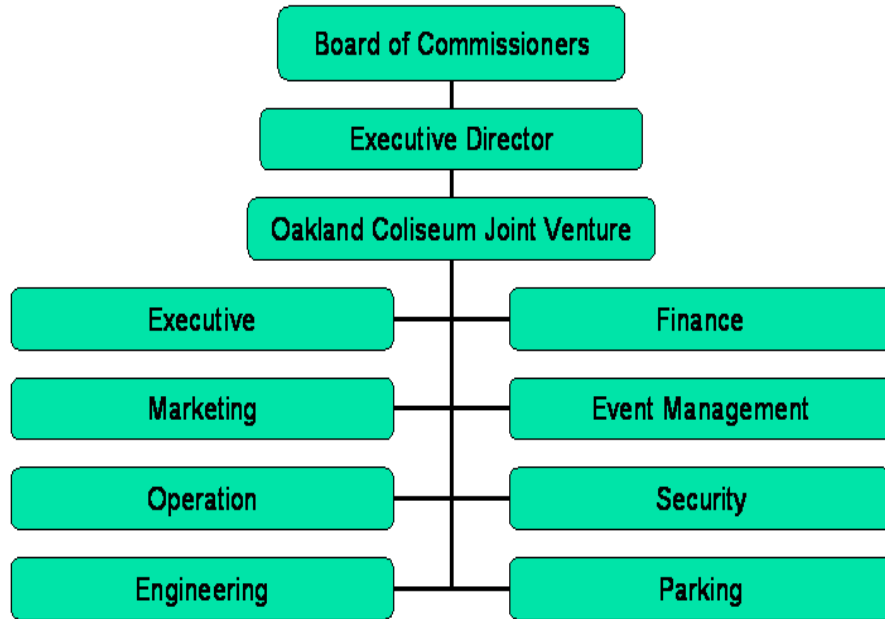 Board of Commissioners
Executive Director
Oakland Coliseum Joint Venture
Executive
Finance
Marketing
Event Management
Operation
Security
Engineering
Parking